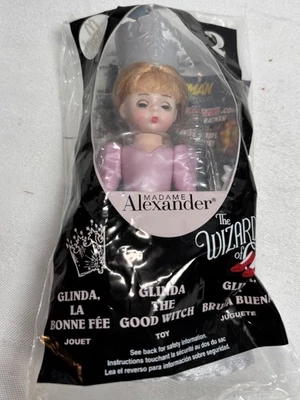 MADAME
Alexander®
The
WIZARD
of
GLINDA,
LA
BONNE FÉE
JOUET
GLINDA
THE
GOOD WITCH
TOY
BRUJA BUENA
JUGUETE
See back for safety information.
Instructions touchant la sécurité au dos du sac.
Lea el reverso para información sobre seguridad.